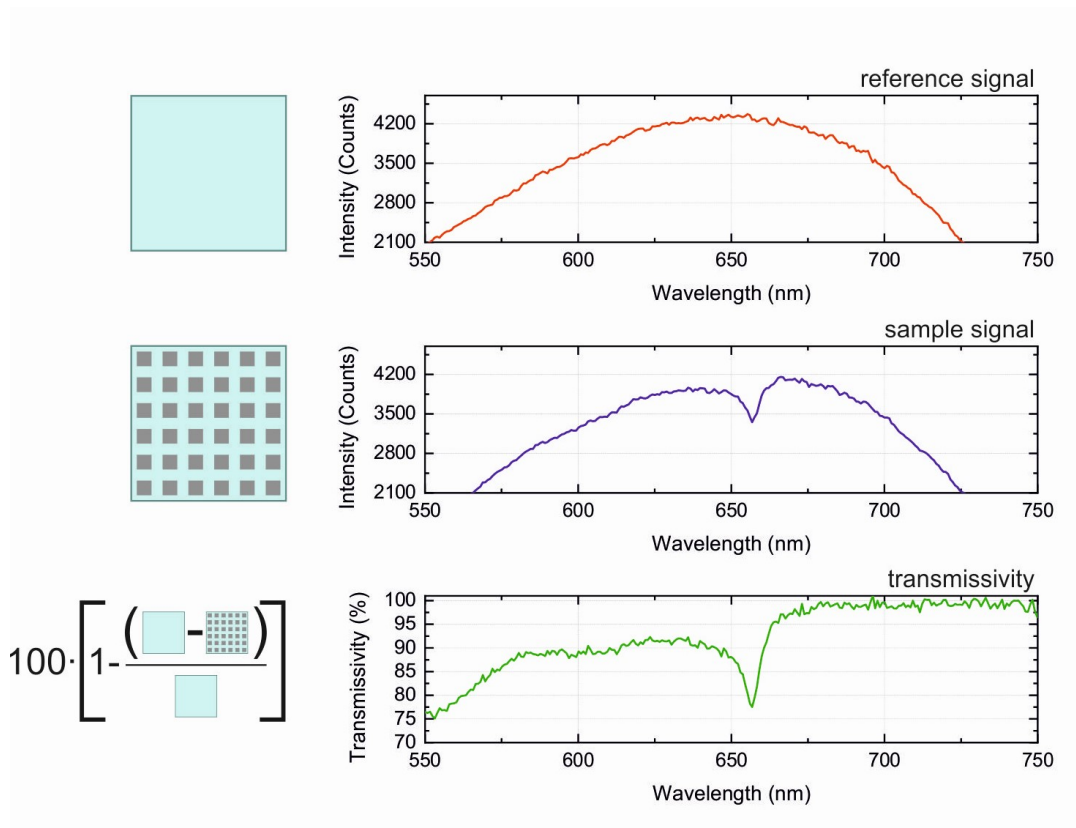 reference signal
Intensity (Counts)
4200
3500
2800
2100
550 600 650 700 750
Wavelength (nm)
sample signal
Intensity (Counts)
4200
3500
2800
2100
550 600 650 700 750
Wavelength (nm)
transmissivity
100·[1-(-)]
Transmissivity (%)
100
95
90
85
80
75
70
550 600 650 700 750
Wavelength (nm)